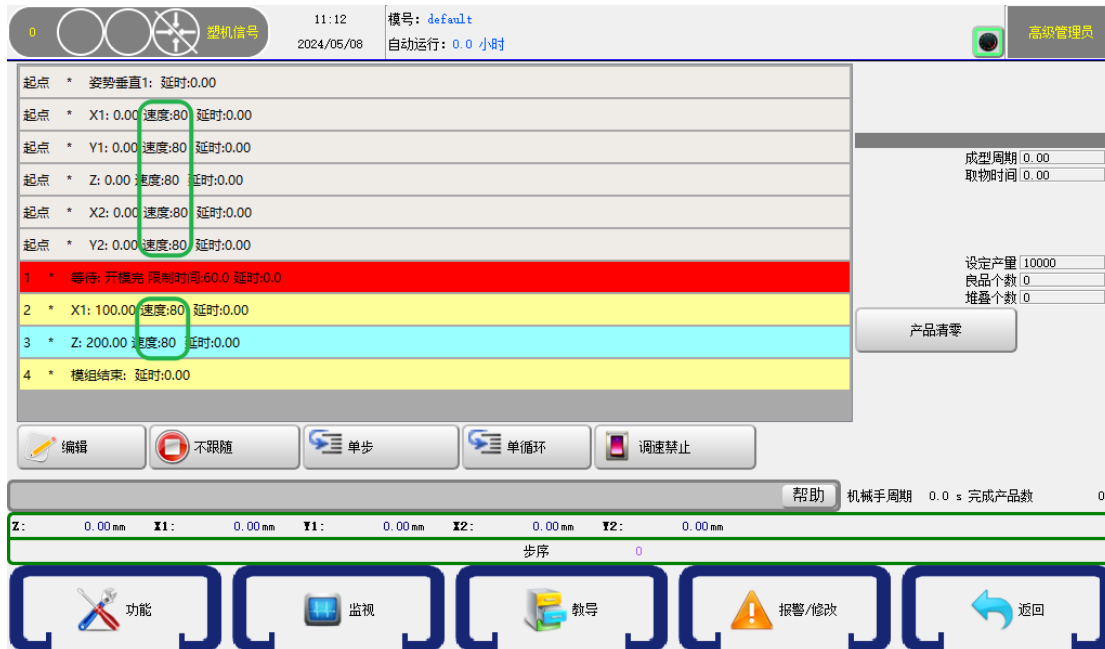 0 塑机信号 11:12 模号: default 高级管理员
2024/05/08 自动运行: 0.0 小时
起点 * 姿势垂直1: 延时:0.00
起点 * X1: 0.00 速度:80 延时:0.00
起点 * Y1: 0.00 速度:80 延时:0.00
起点 * Z: 0.00 速度:80 延时:0.00
起点 * X2: 0.00 速度:80 延时:0.00
起点 * Y2: 0.00 速度:80 延时:0.00
1 * 等待: 开模完 限制时间:60.0 延时:0.0
2 * X1: 100.00 速度:80 延时:0.00
3 * Z: 200.00 速度:80 延时:0.00
4 * 模组结束: 延时:0.00
成型周期 0.00
取物时间 0.00
设定产量 10000
良品个数 0
堆叠个数 0
产品清零
编辑 不跟随 单步 单循环 调速禁止
帮助 机械手周期 0.0 s 完成产品数 0
Z: 0.00mm X1: 0.00mm Y1: 0.00mm X2: 0.00mm Y2: 0.00mm
步序 0
功能 监视 教导 报警/修改 返回